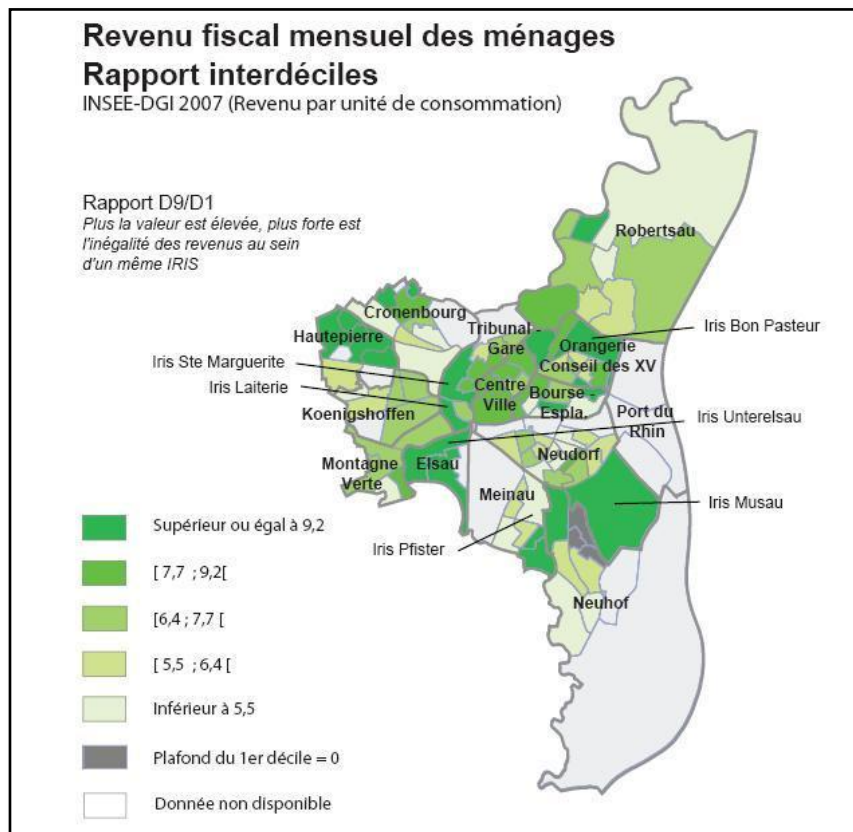 Revenu fiscal mensuel des ménages
Rapport interdéciles
INSEE-DGI 2007 (Revenu par unité de consommation)
Rapport D9/D1
Plus la valeur est élevée, plus forte est
l'inégalité des revenus au sein
d'un même IRIS
Robertsau
Cronenbourg
Hautepierre
Tribunal -
Gare
Orangerie
Conseil des XV
Iris Bon Pasteur
Iris Ste Marguerite
Iris Laiterie
Centre
Ville
Bourse -
Espla.
Koenigshoffen
Port du
Rhin
Iris Unterelsau
Montagne
Verte
Elsau
Neudorf
Meinau
Iris Musau
Iris Pfister
Neuhof
Supérieur ou égal à 9,2
[ 7,7 ; 9,2[
[6,4 ; 7,7 [
[ 5,5 ; 6,4 [
Inférieur à 5,5
Plafond du 1er décile = 0
Donnée non disponible